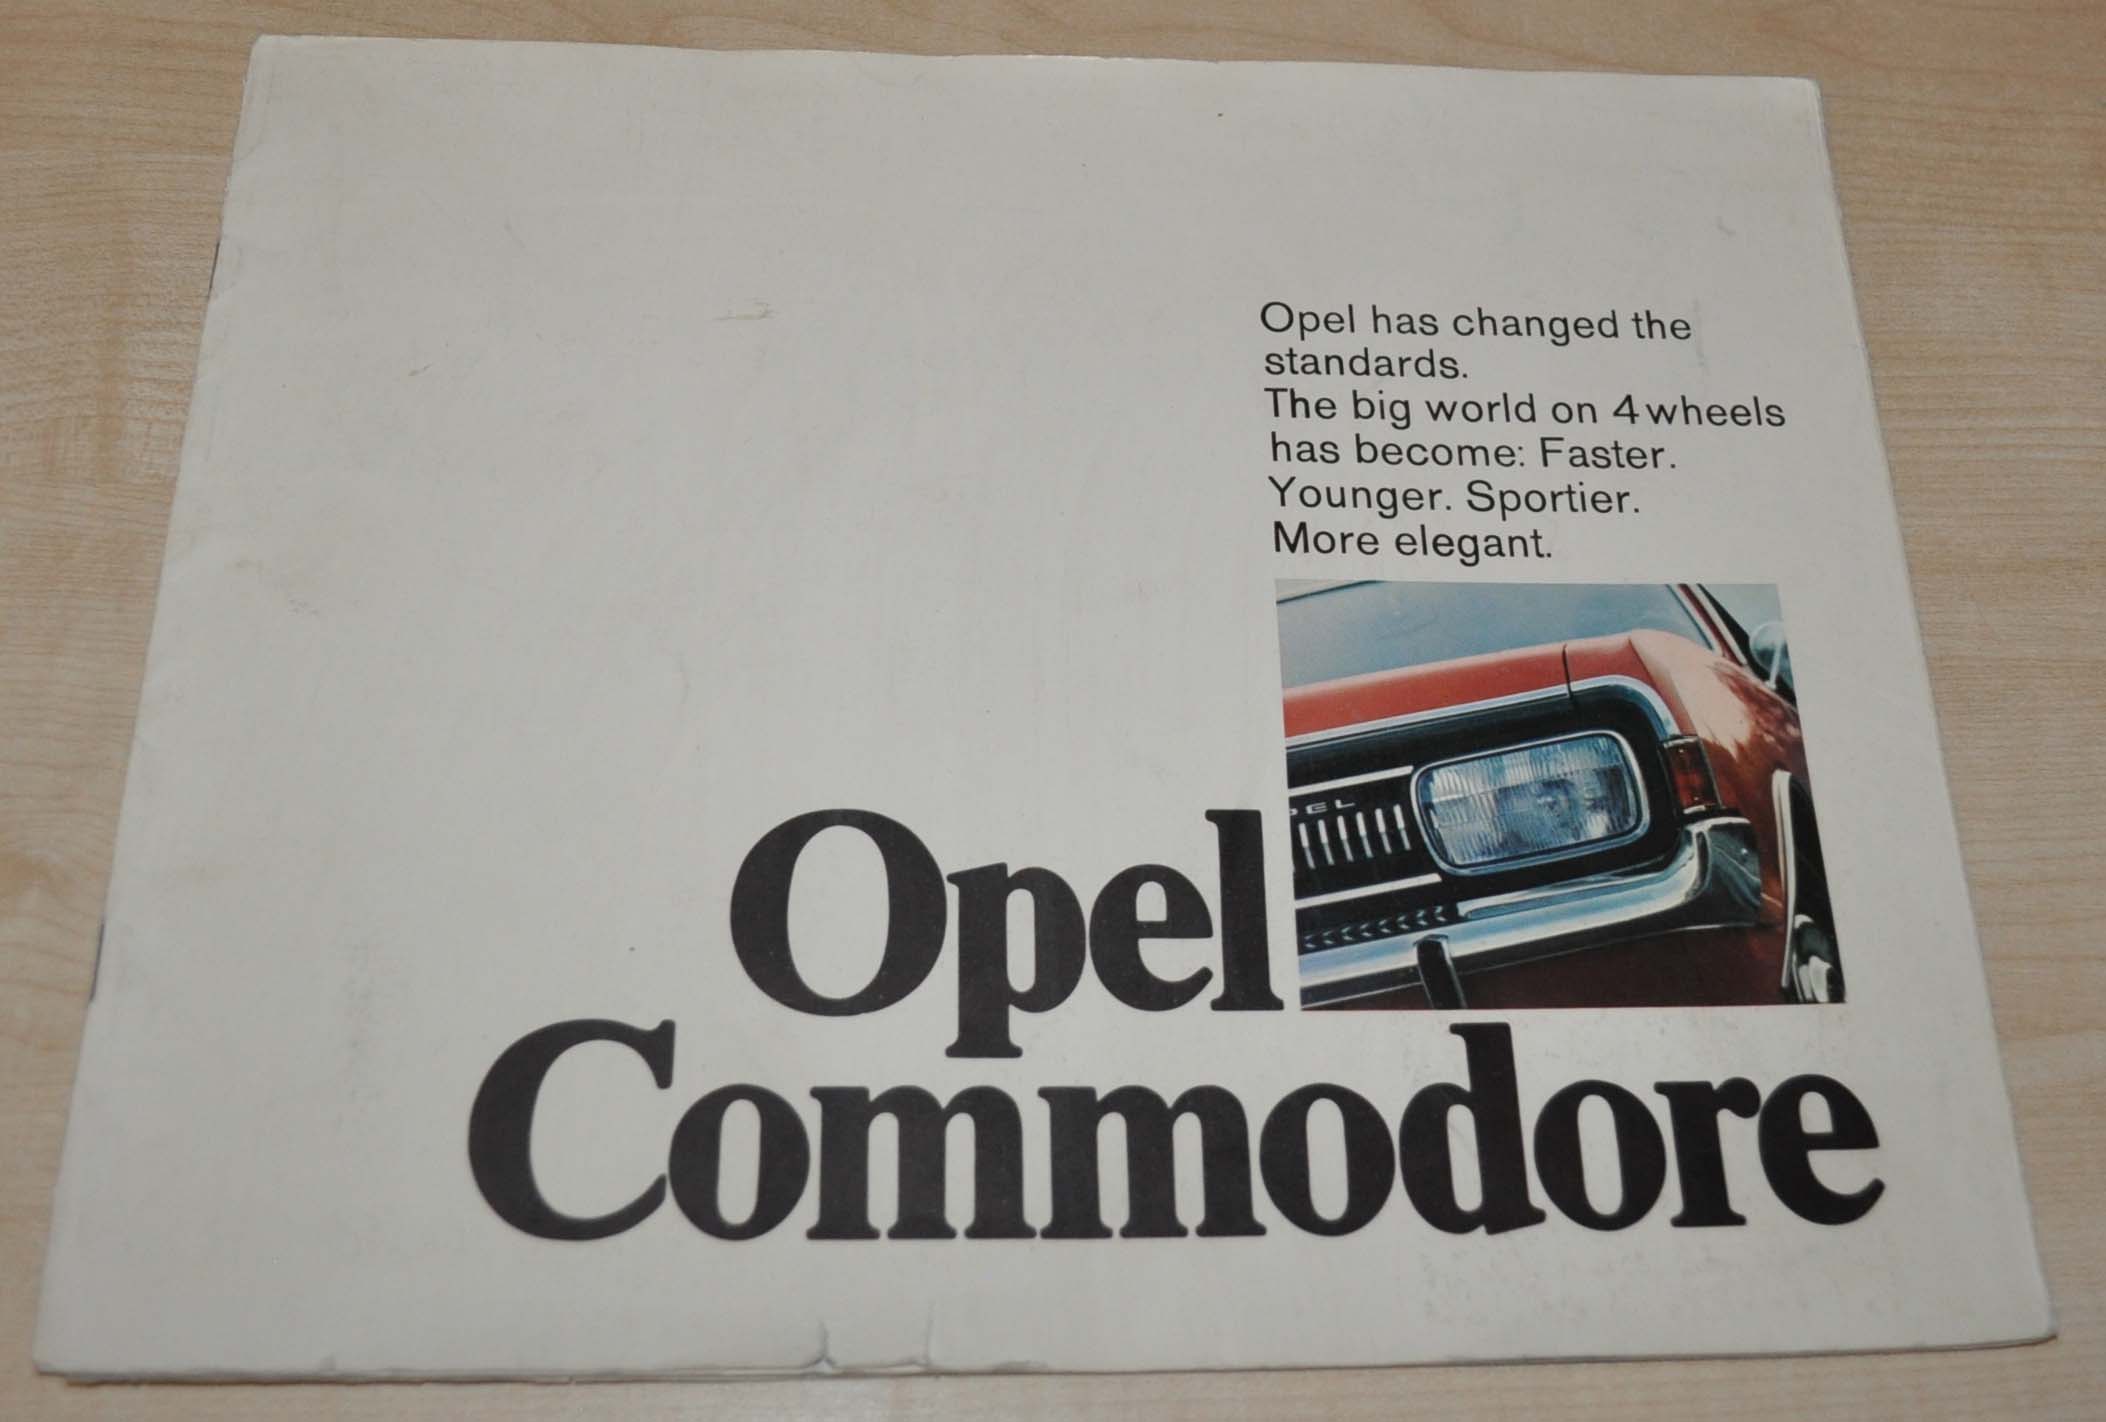 Opel has changed the
standards.
The big world on 4 wheels
has become: Faster.
Younger. Sportier.
More elegant.
Opel
Commodore